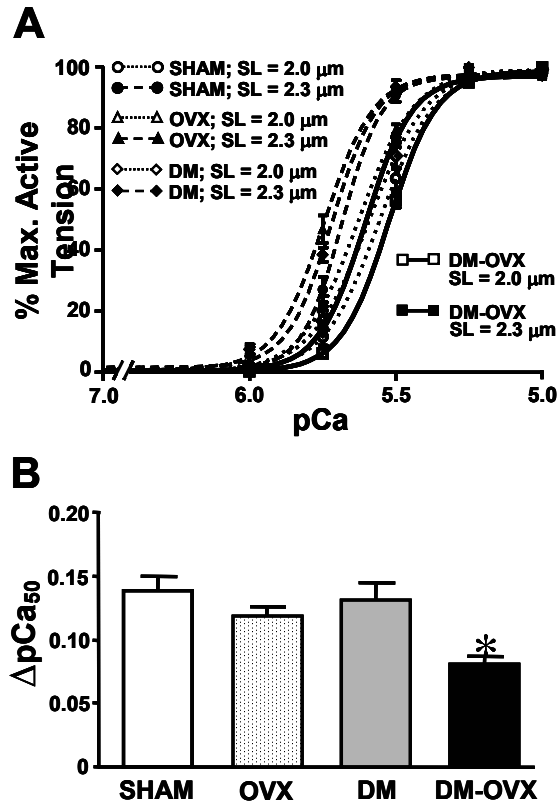 A
100
80
60
40
20
0
% Max. Active
Tension
SHAM; SL = 2.0 μm
SHAM; SL = 2.3 μm
OVX; SL = 2.0 μm
OVX; SL = 2.3 μm
DM; SL = 2.0 μm
DM; SL = 2.3 μm
DM-OVX
SL = 2.0 μm
DM-OVX
SL = 2.3 μm
7.0
6.0
5.5
5.0
pCa
B
0.20
0.15
0.10
0.05
0
ΔpCa50
*
SHAM
OVX
DM
DM-OVX